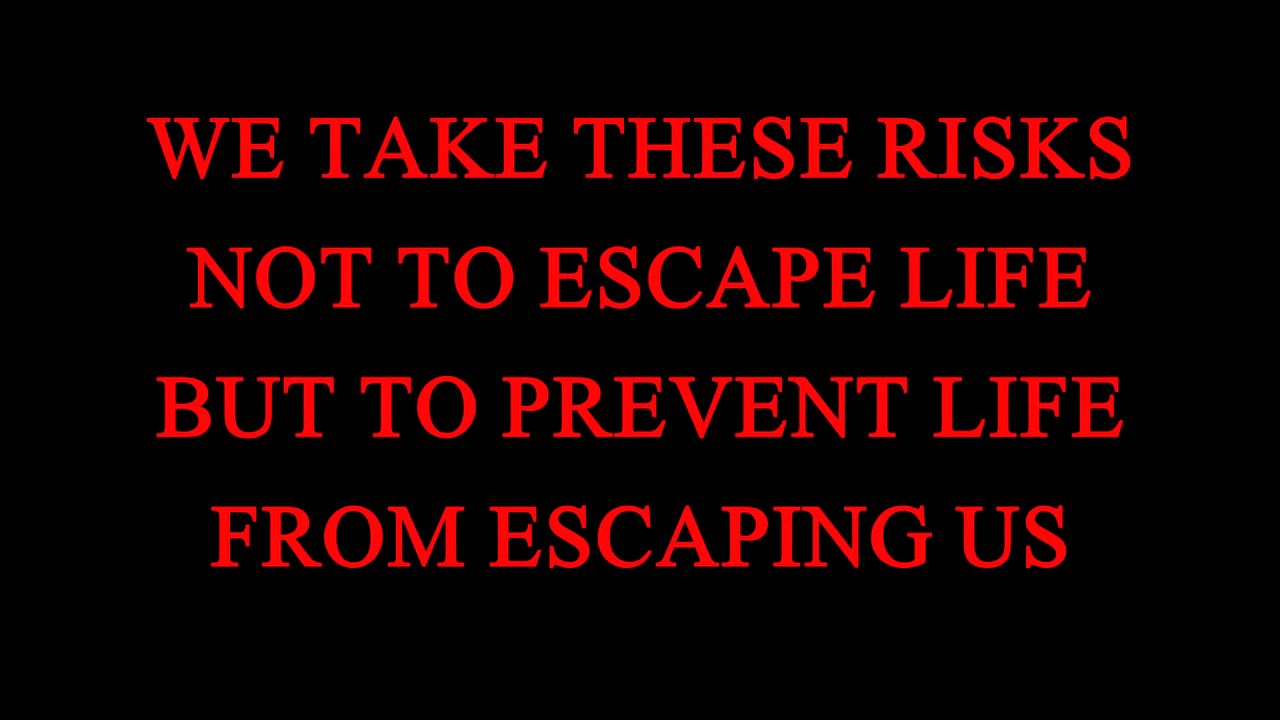 WE TAKE THESE RISKS
NOT TO ESCAPE LIFE
BUT TO PREVENT LIFE
FROM ESCAPING US